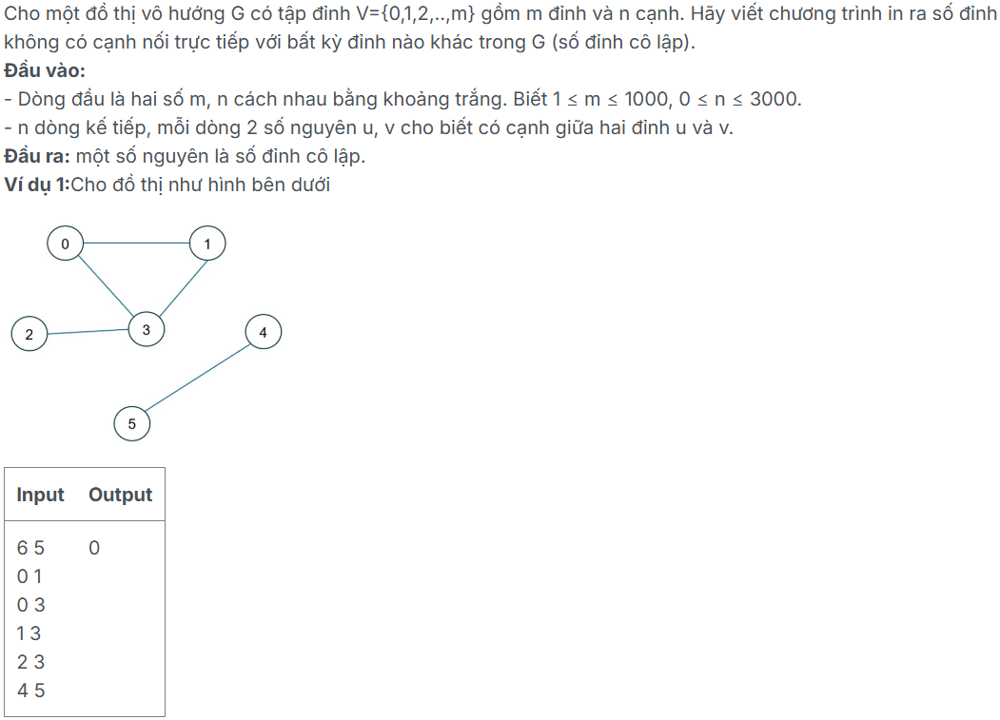 Cho một đồ thị vô hướng G có tập đỉnh V={0,1,2,..,m} gồm m đỉnh và n cạnh. Hãy viết chương trình in ra số đỉnh
không có cạnh nối trực tiếp với bất kỳ đỉnh nào khác trong G (số đỉnh cô lập).
Đầu vào:
- Dòng đầu là hai số m, n cách nhau bằng khoảng trắng. Biết 1 ≤ m ≤ 1000, 0 ≤ n ≤ 3000.
- n dòng kế tiếp, mỗi dòng 2 số nguyên u, v cho biết có cạnh giữa hai đỉnh u và v.
Đầu ra: một số nguyên là số đỉnh cô lập.
Ví dụ 1:Cho đồ thị như hình bên dưới
0 1
2 3 4
5
Input Output
6 5 0
0 1
0 3
1 3
2 3
4 5